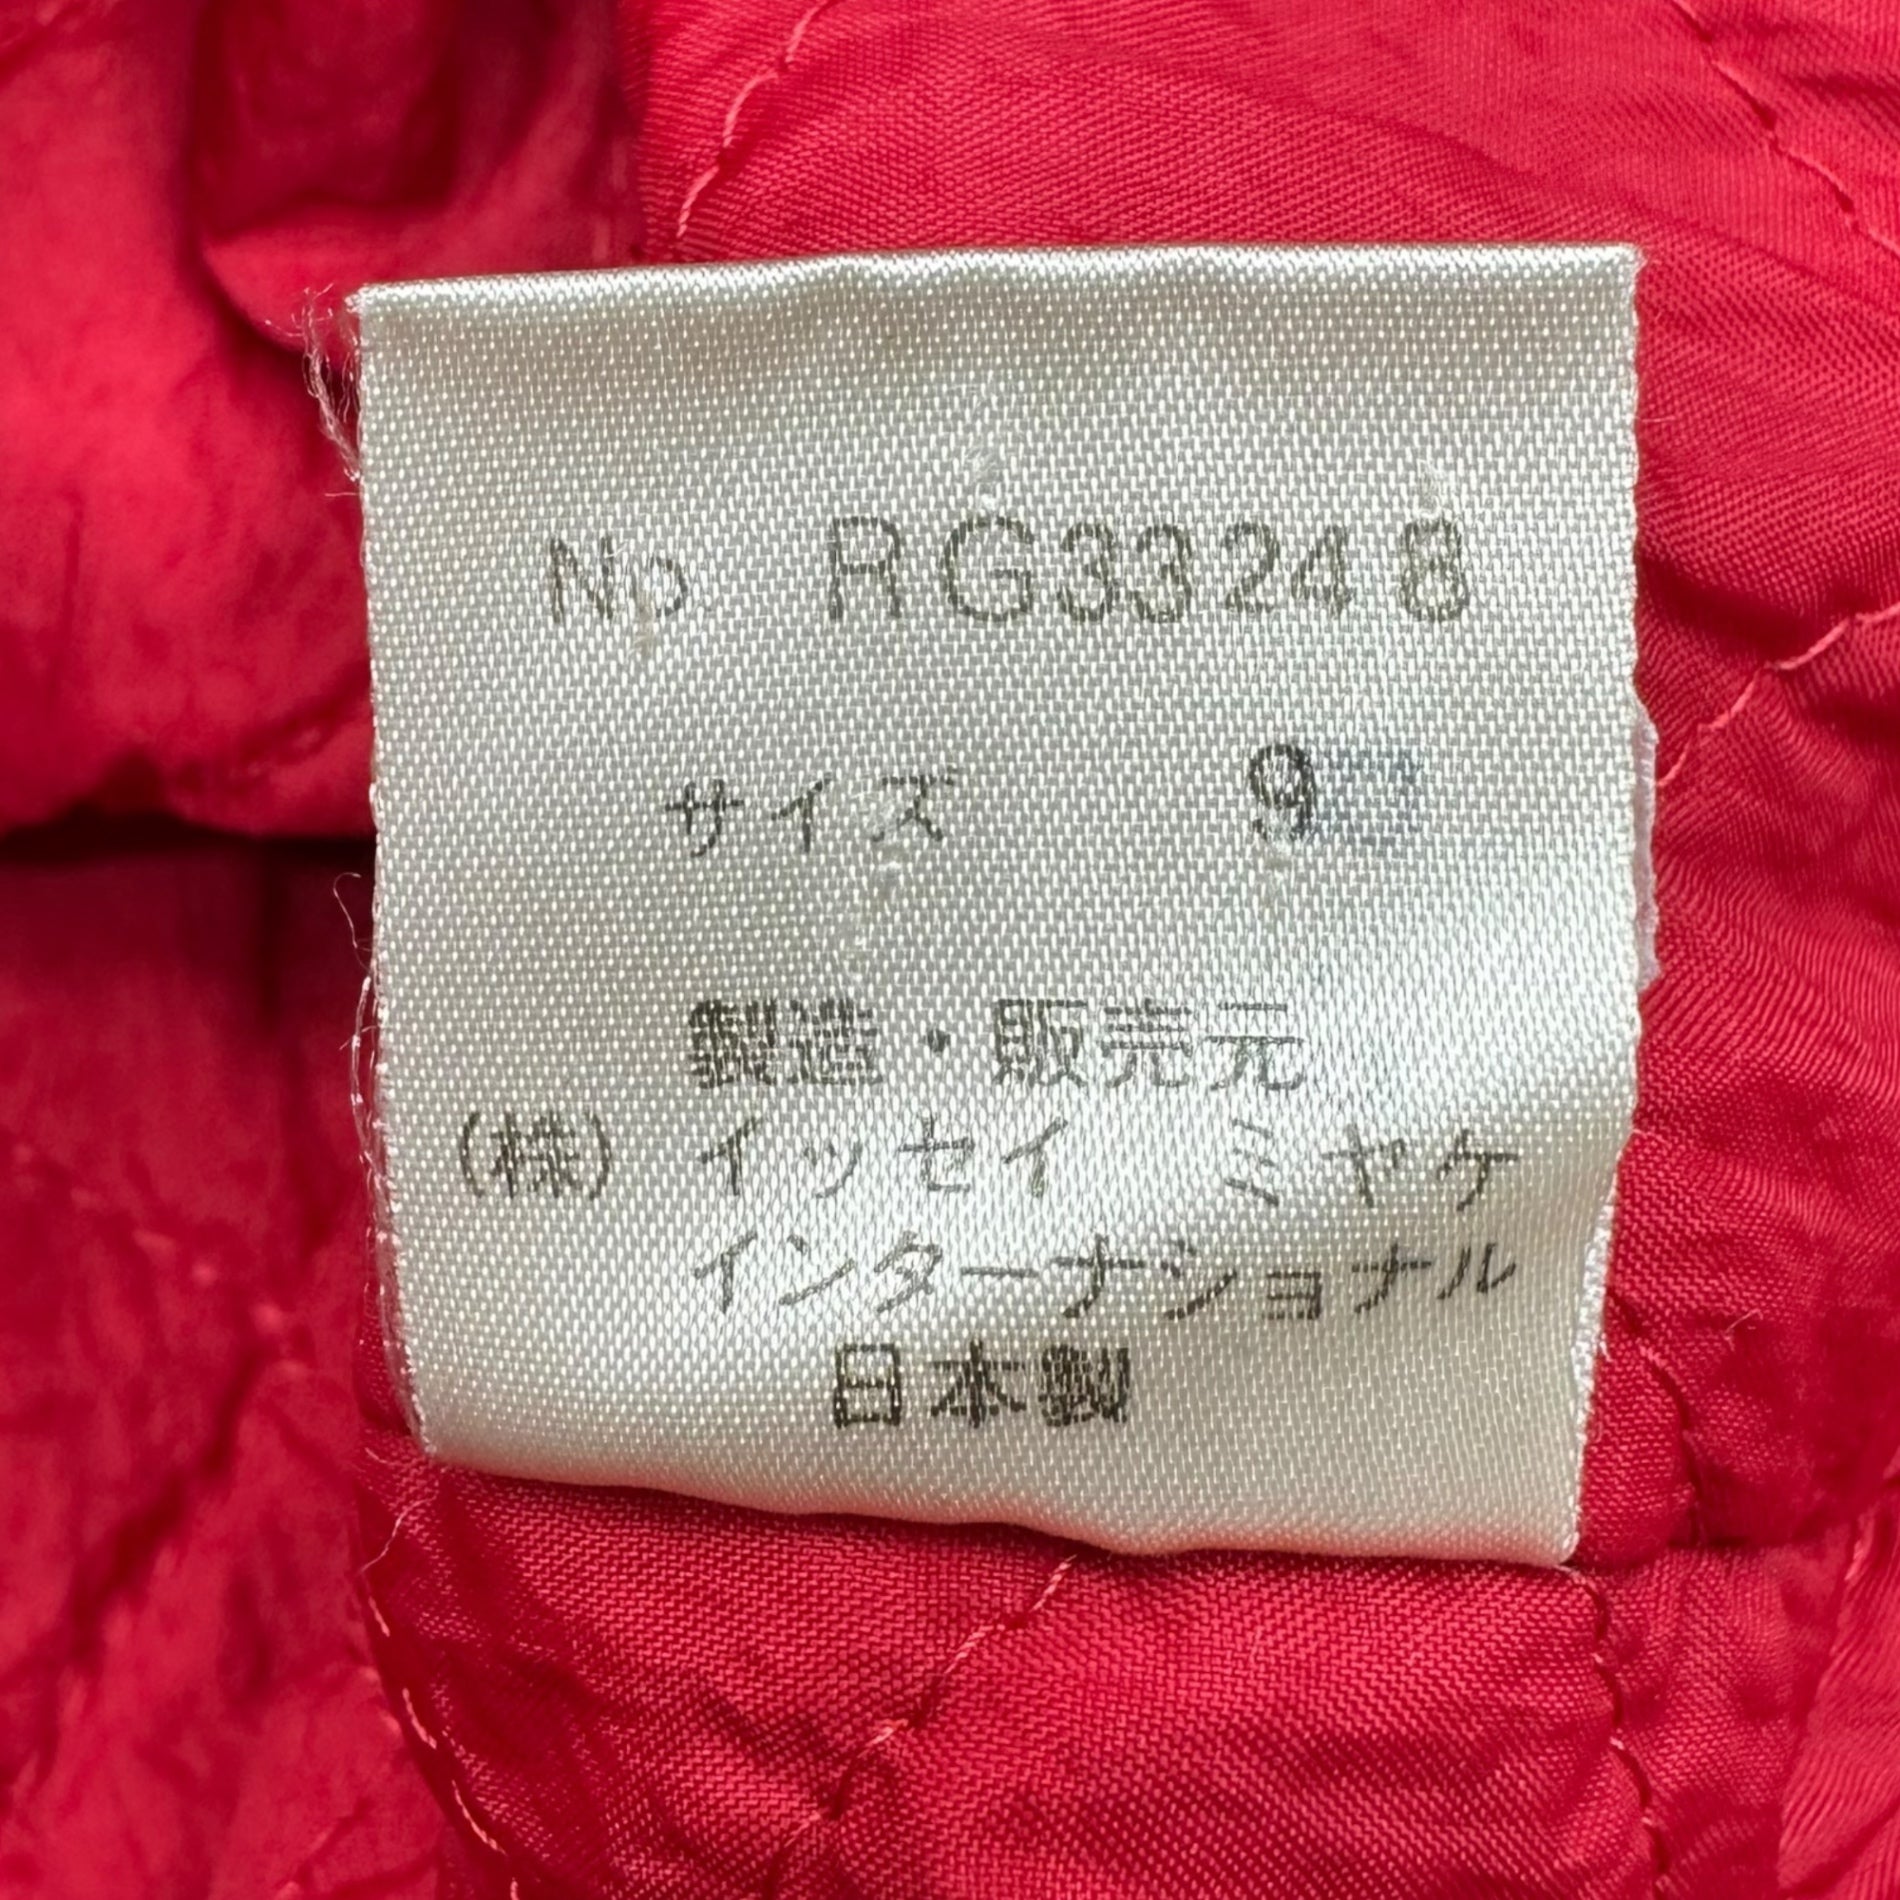 No RG33248
サイズ 9
製造・販売元
(株) イッセイ ミヤケ
インターナショナル
日本製